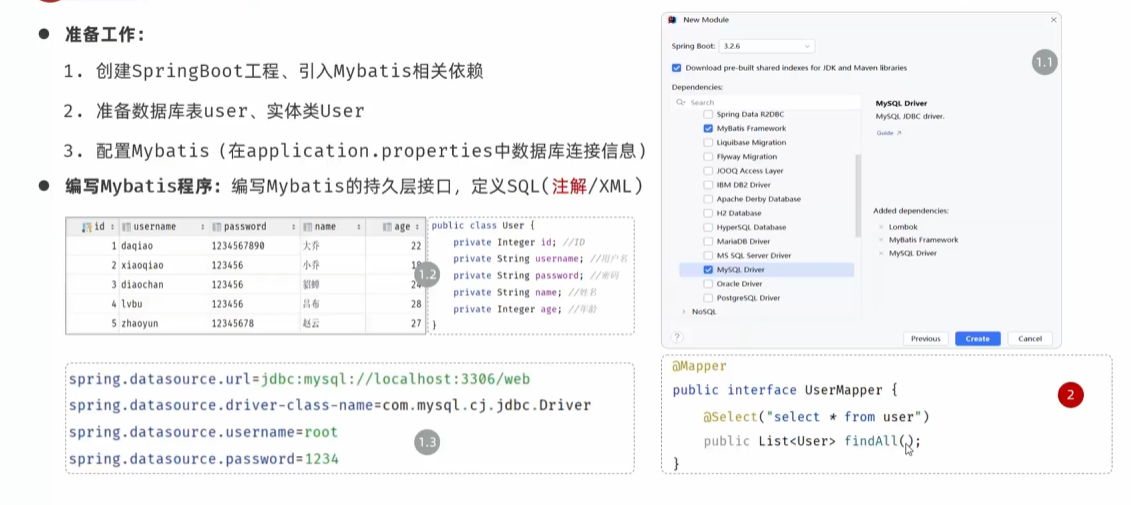 ● 准备工作：
1. 创建SpringBoot工程、引入Mybatis相关依赖
2. 准备数据库表user、实体类User
3. 配置Mybatis（在application.properties中数据库连接信息）
● 编写Mybatis程序：编写Mybatis的持久层接口，定义SQL(注解/XML)
id username password name age
1 daqiao 1234567890 大乔 22
2 xiaoqiao 123456 小乔
3 diaochan 123456 貂蝉
4 lvbu 123456 吕布 28
5 zhaoyun 12345678 赵云 27
1.2
public class User {
private Integer id; //ID
private String username; //用户名
private String password; //密码
private String name; //姓名
private Integer age; //年龄
}
spring.datasource.url=jdbc:mysql://localhost:3306/web
spring.datasource.driver-class-name=com.mysql.cj.jdbc.Driver
spring.datasource.username=root
spring.datasource.password=1234
1.3
New Module
Spring Boot: 3.2.6
1.1
Download pre-built shared indexes for JDK and Maven libraries
Dependencies:
Search
Spring Data R2DBC
MyBatis Framework
Liquibase Migration
Flyway Migration
JOOQ Access Layer
IBM DB2 Driver
Apache Derby Database
H2 Database
HyperSQL Database
MariaDB Driver
MS SQL Server Driver
MySQL Driver
Oracle Driver
PostgreSQL Driver
NoSQL
MySQL Driver
MySQL JDBC driver.
Guide ↗
Added dependencies:
× Lombok
× MyBatis Framework
× MySQL Driver
?
Previous Create Cancel
@Mapper
public interface UserMapper {
@Select("select * from user")
public List<User> findAll();
}
2